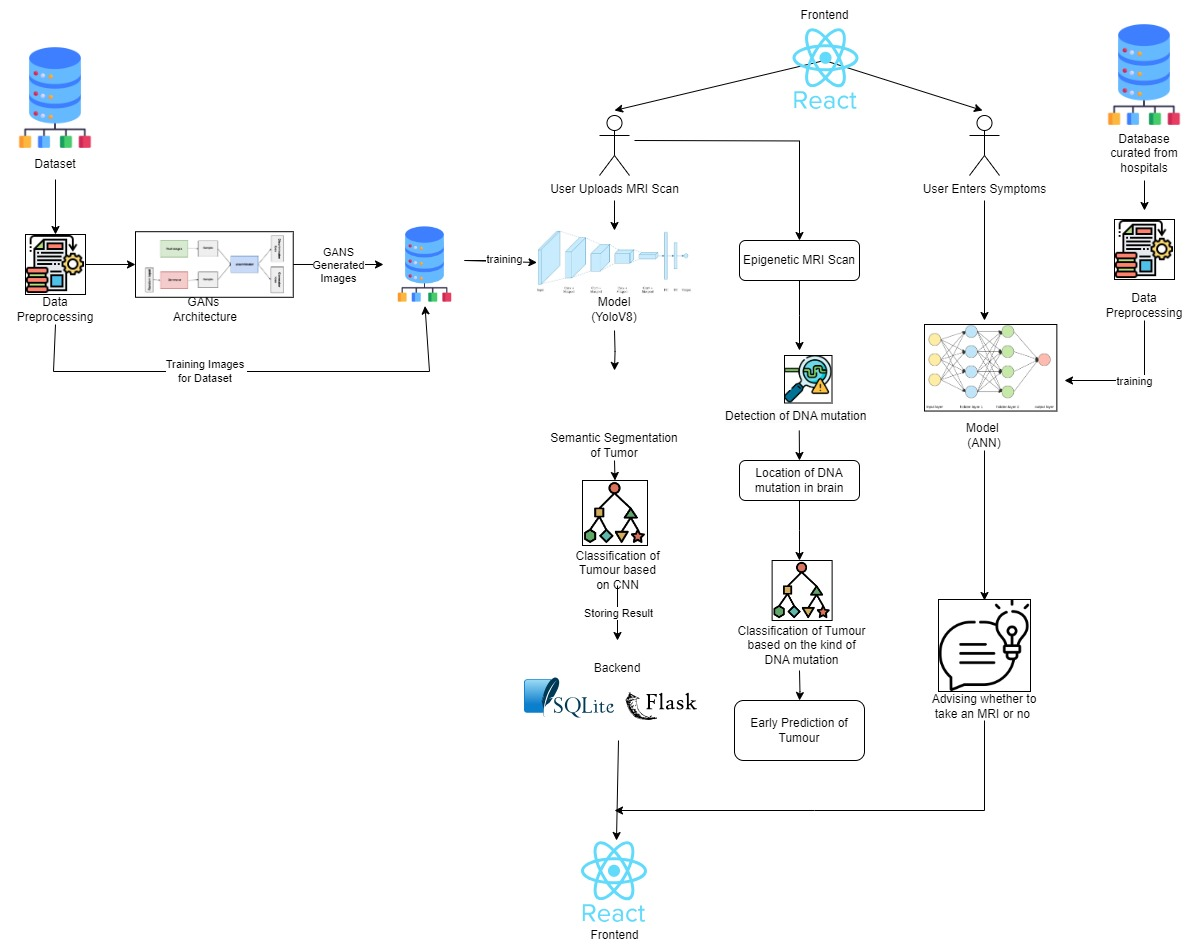 Frontend
React
Dataset
User Uploads MRI Scan
User Enters Symptoms
Database
curated from
hospitals
Data
Preprocessing
GANs
Architecture
GANS
Generated
Images
training
Model
(YoloV8)
Epigenetic MRI Scan
Data
Preprocessing
Training Images
for Dataset
training
Detection of DNA mutation
Model
(ANN)
Semantic Segmentation
of Tumor
Location of DNA
mutation in brain
Classification of
Tumour based
on CNN
Storing Result
Classification of Tumour
based on the kind of
DNA mutation
Backend
SQLite
Flask
Early Prediction of
Tumour
Advising whether to
take an MRI or no
React
Frontend